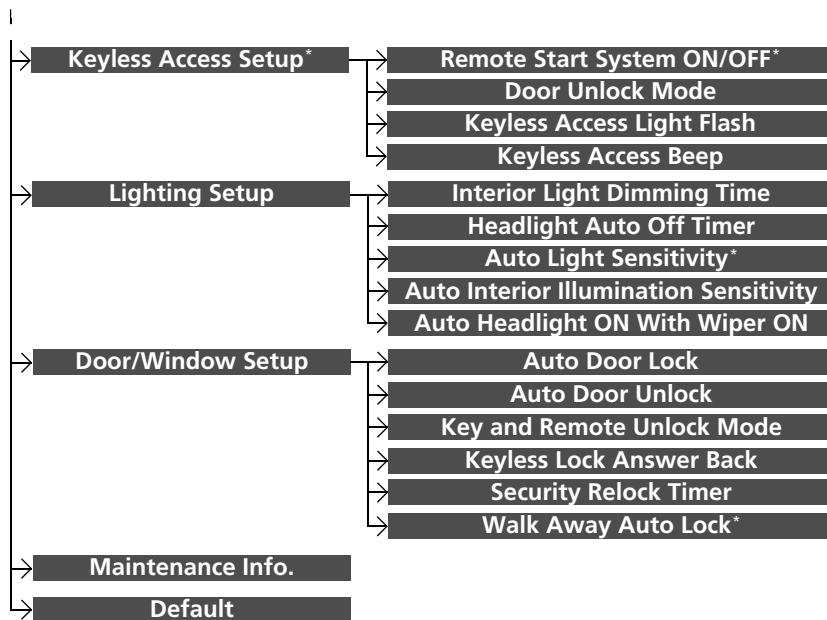 Keyless Access Setup*
Remote Start System ON/OFF*
Door Unlock Mode
Keyless Access Light Flash
Keyless Access Beep
Lighting Setup
Interior Light Dimming Time
Headlight Auto Off Timer
Auto Light Sensitivity*
Auto Interior Illumination Sensitivity
Auto Headlight ON With Wiper ON
Door/Window Setup
Auto Door Lock
Auto Door Unlock
Key and Remote Unlock Mode
Keyless Lock Answer Back
Security Relock Timer
Walk Away Auto Lock*
Maintenance Info.
Default